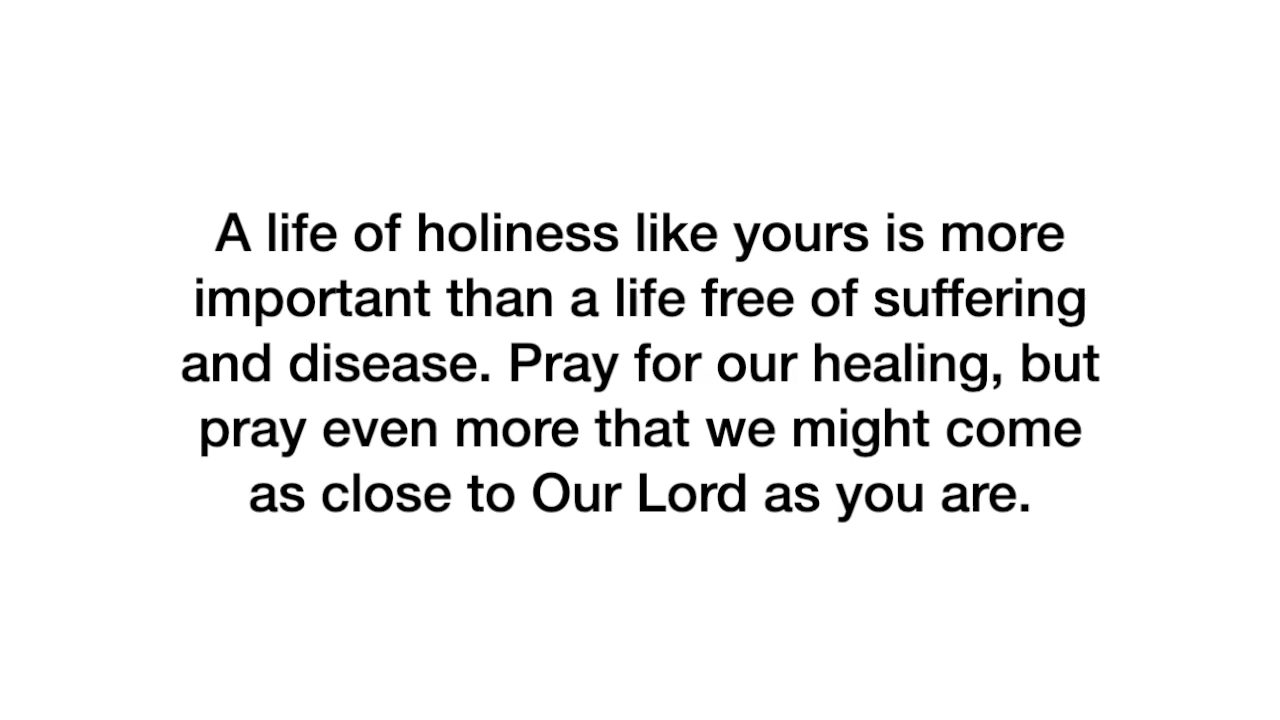 A life of holiness like yours is more
important than a life free of suffering
and disease. Pray for our healing, but
pray even more that we might come
as close to Our Lord as you are.